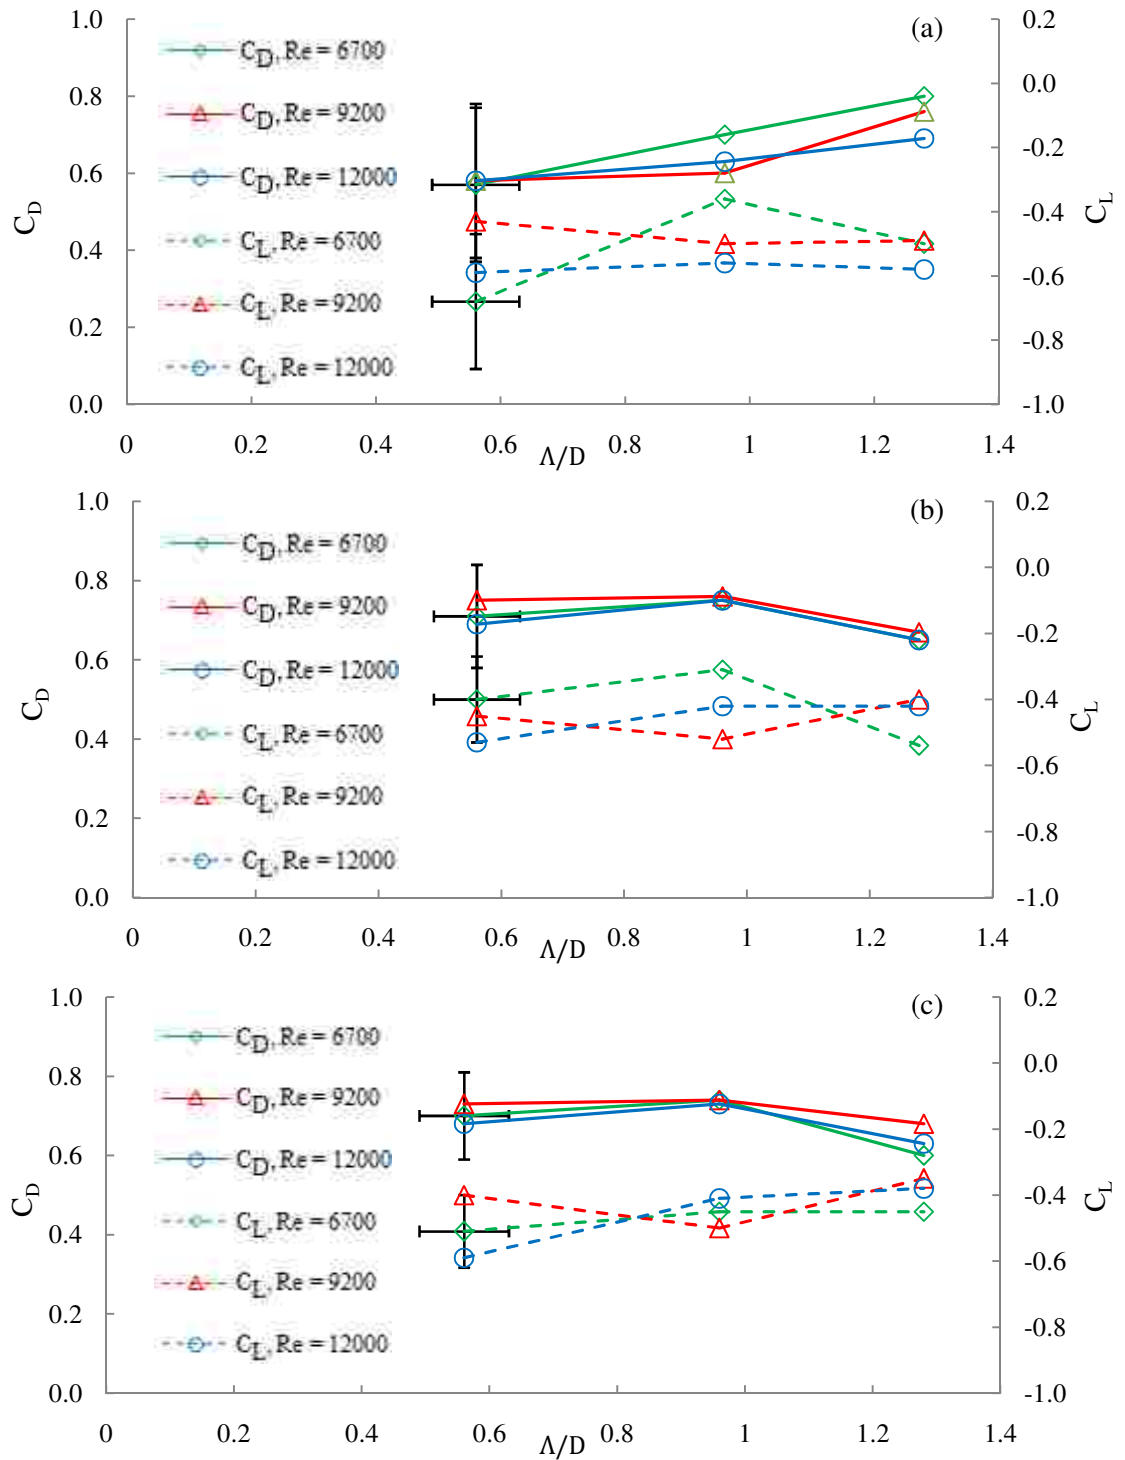 (a)
1.0
0.8
0.6
0.4
0.2
0.0
C_D
C_D, Re = 6700
C_D, Re = 9200
C_D, Re = 12000
C_L, Re = 6700
C_L, Re = 9200
C_L, Re = 12000
0.2
0.0
-0.2
-0.4
-0.6
-0.8
-1.0
C_L
0 0.2 0.4 0.6 0.8 1 1.2 1.4
Λ/D
(b)
1.0
0.8
0.6
0.4
0.2
0.0
C_D
C_D, Re = 6700
C_D, Re = 9200
C_D, Re = 12000
C_L, Re = 6700
C_L, Re = 9200
C_L, Re = 12000
0.2
0.0
-0.2
-0.4
-0.6
-0.8
-1.0
C_L
0 0.2 0.4 0.6 0.8 1 1.2 1.4
Λ/D
(c)
1.0
0.8
0.6
0.4
0.2
0.0
C_D
C_D, Re = 6700
C_D, Re = 9200
C_D, Re = 12000
C_L, Re = 6700
C_L, Re = 9200
C_L, Re = 12000
0.2
0.0
-0.2
-0.4
-0.6
-0.8
-1.0
C_L
0 0.2 0.4 0.6 0.8 1 1.2 1.4
Λ/D